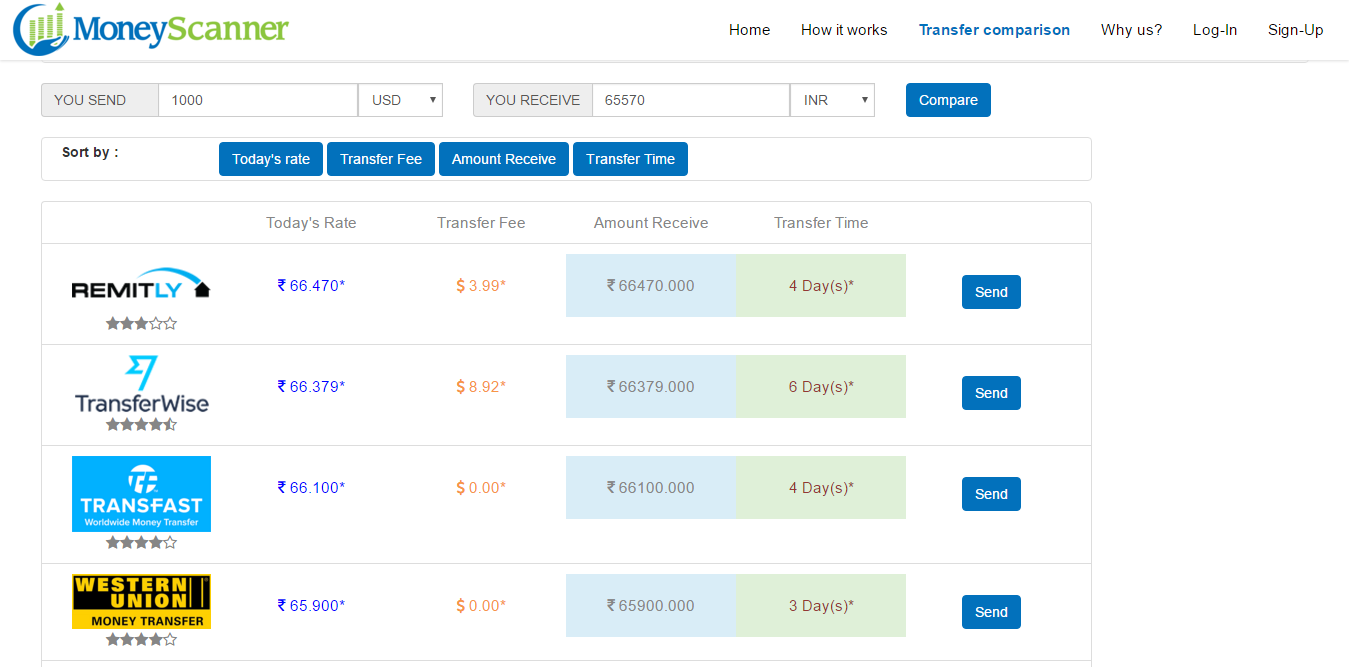 MoneyScanner
Home How it works Transfer comparison Why us? Log-In Sign-Up
YOU SEND 1000 USD YOU RECEIVE 65570 INR Compare
Sort by : Today's rate Transfer Fee Amount Receive Transfer Time
Today's Rate Transfer Fee Amount Receive Transfer Time
REMITLY
₹ 66.470* $ 3.99* ₹ 66470.000 4 Day(s)* Send
TransferWise
₹ 66.379* $ 8.92* ₹ 66379.000 6 Day(s)* Send
TRANSFAST
Worldwide Money Transfer
₹ 66.100* $ 0.00* ₹ 66100.000 4 Day(s)* Send
WESTERN
UNION
MONEY TRANSFER
₹ 65.900* $ 0.00* ₹ 65900.000 3 Day(s)* Send